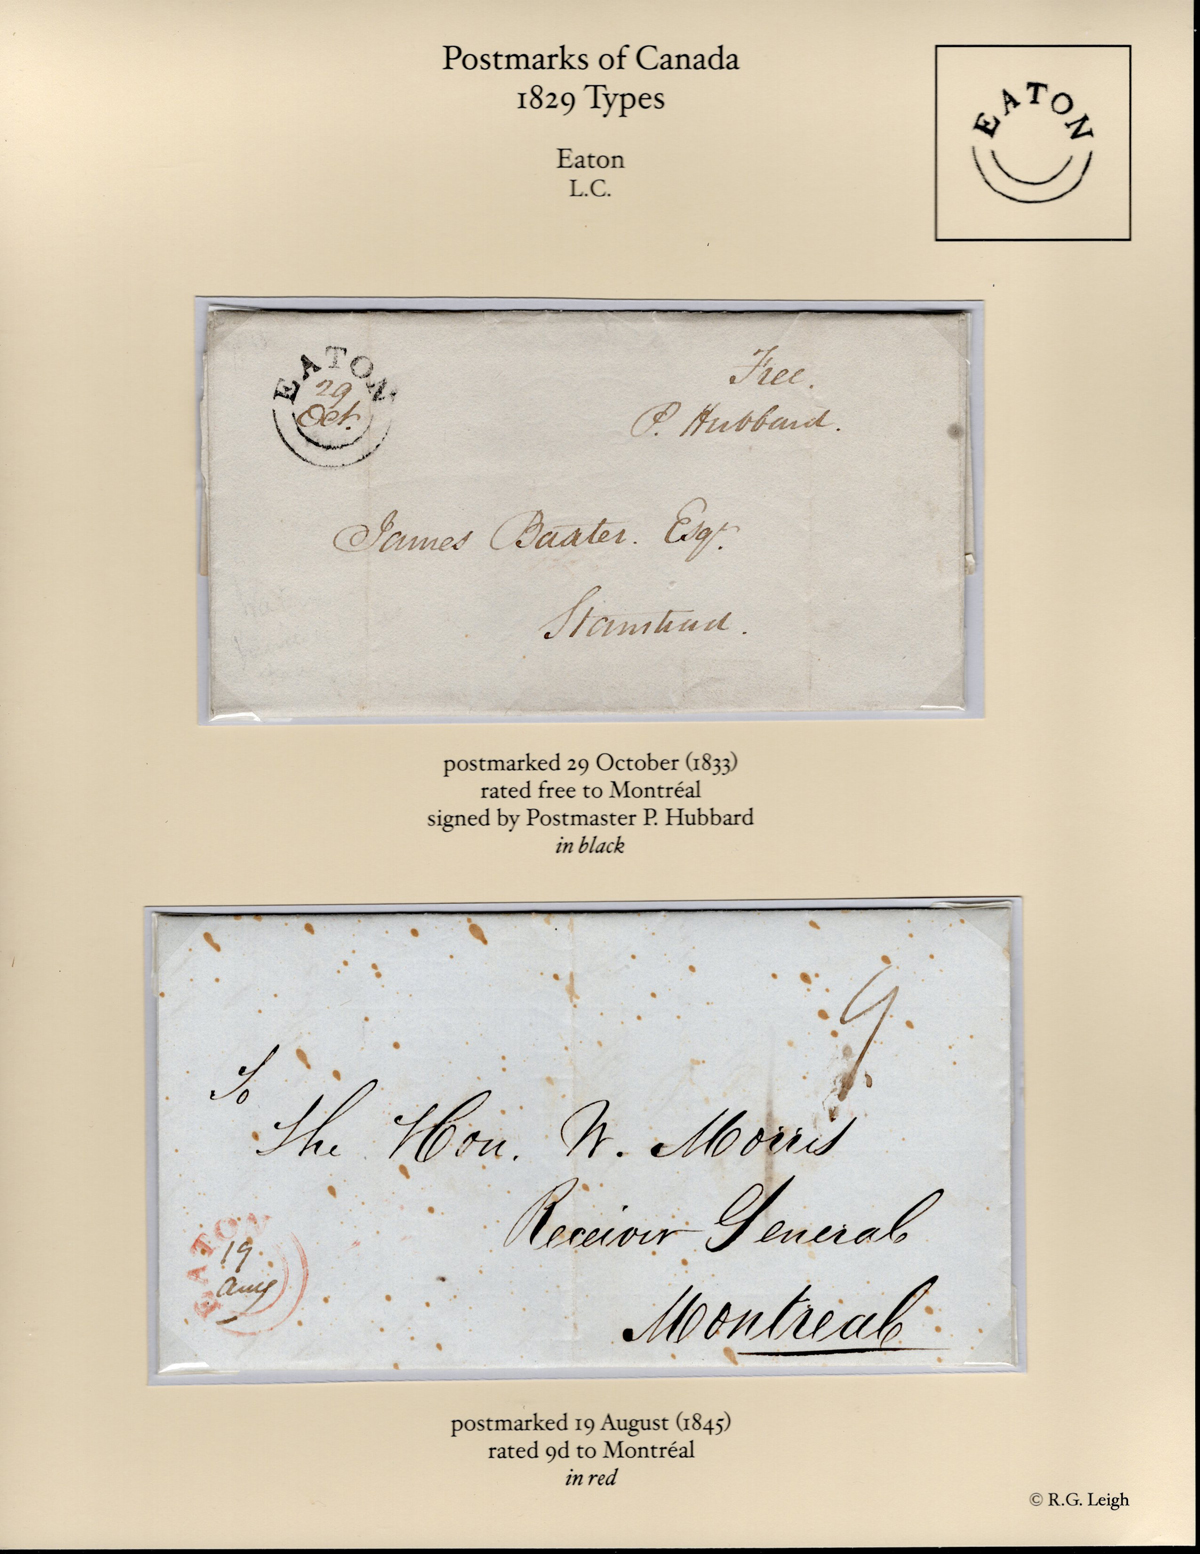 Postmarks of Canada
1829 Types
Eaton
L.C.
EATON
EATON
29
Oct.
Free.
P. Hubbard.
James Baxter. Esqr.
Stanstead.
postmarked 29 October (1833)
rated free to Montréal
signed by Postmaster P. Hubbard
in black
9
To
The Hon. W. Morris
Receiver General
Montreal
EATON
19
Aug
postmarked 19 August (1845)
rated 9d to Montréal
in red
© R.G. Leigh